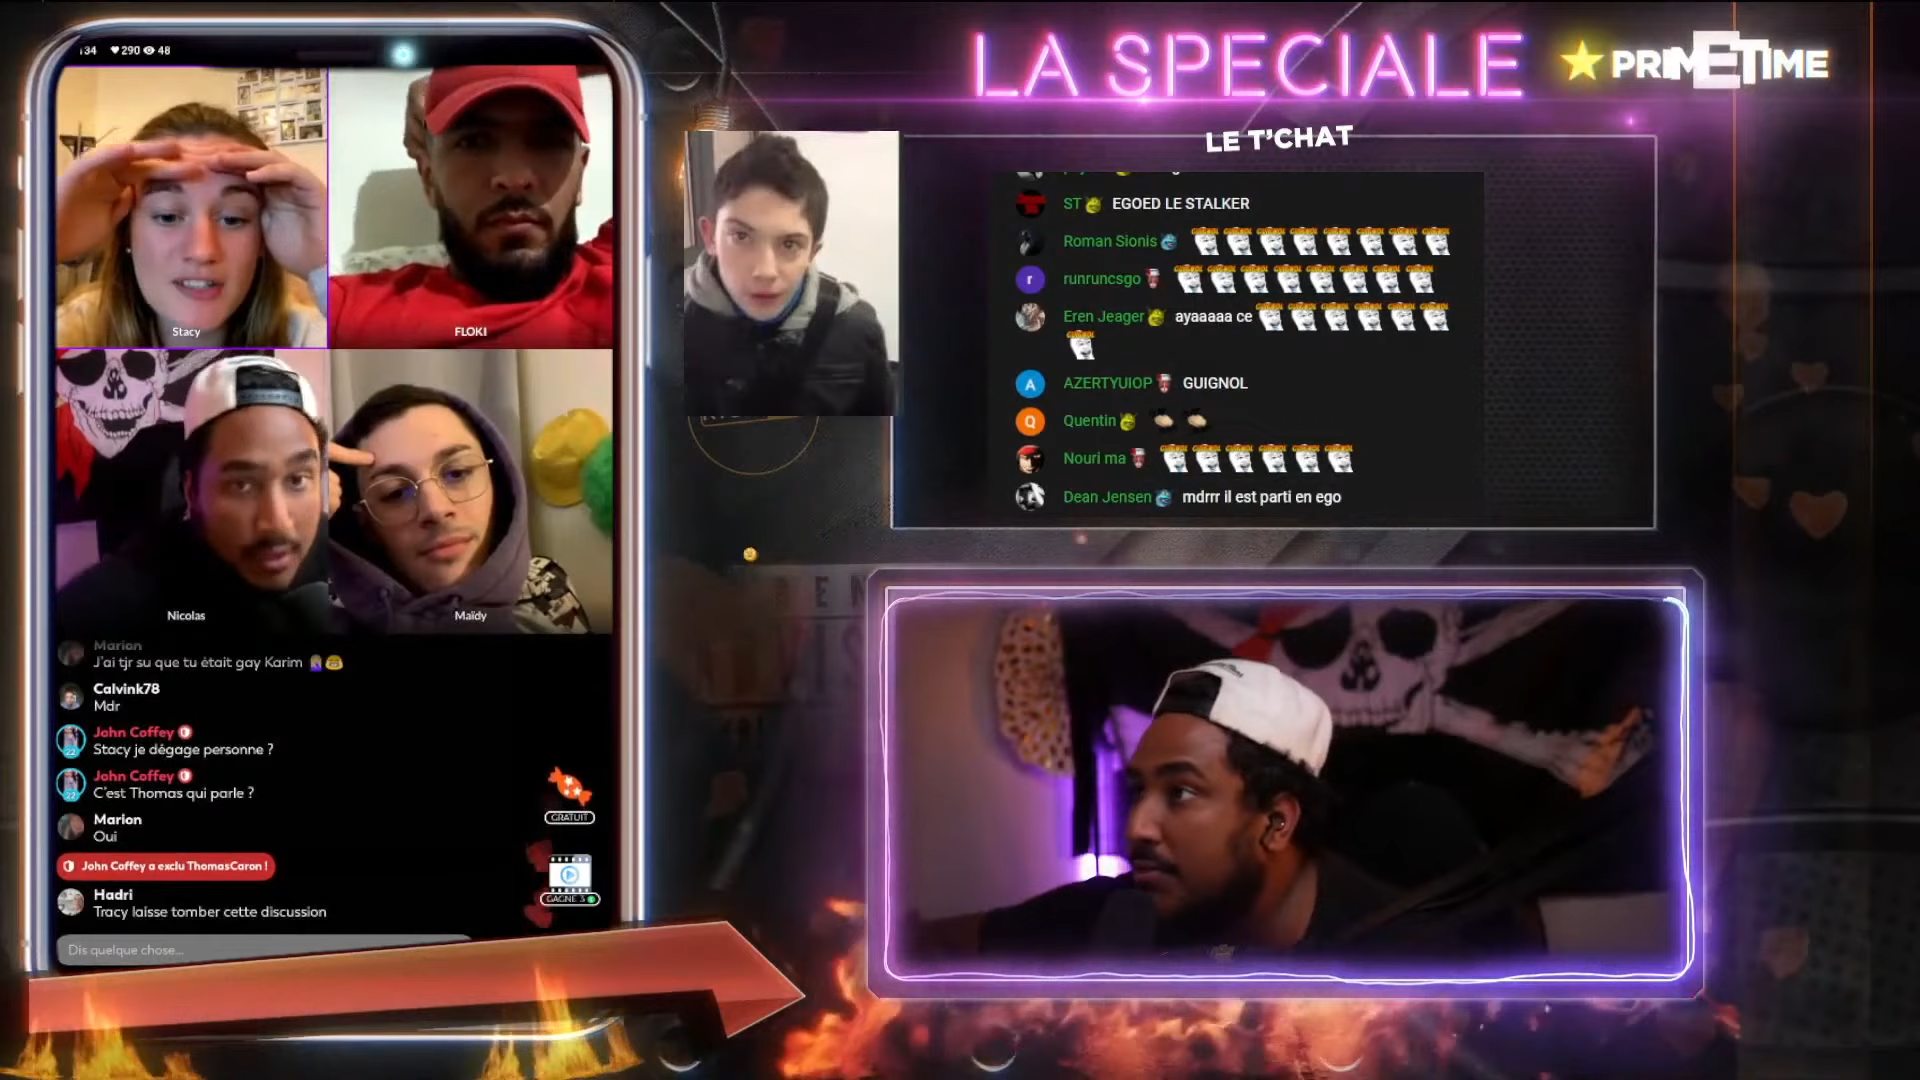 34 ♥290 48
Stacy
FLOKI
Nicolas
Maïdy
Marion
J'ai tjr su que tu était gay Karim
Calvink78
Mdr
John Coffey
Stacy je dégage personne ?
John Coffey
C'est Thomas qui parle ?
Marion
Oui
John Coffey a exclu ThomasCaron !
Hadri
Tracy laisse tomber cette discussion
Dis quelque chose...
GRATUIT
GAGNE 3
LA SPECIALE
PRIMETIME
LE T'CHAT
ST EGOED LE STALKER
Roman Sionis
r runruncsgo
Eren Jeager ayaaaaa ce
A AZERTYUIOP GUIGNOL
Q Quentin
Nouri ma
Dean Jensen mdrrr il est parti en ego